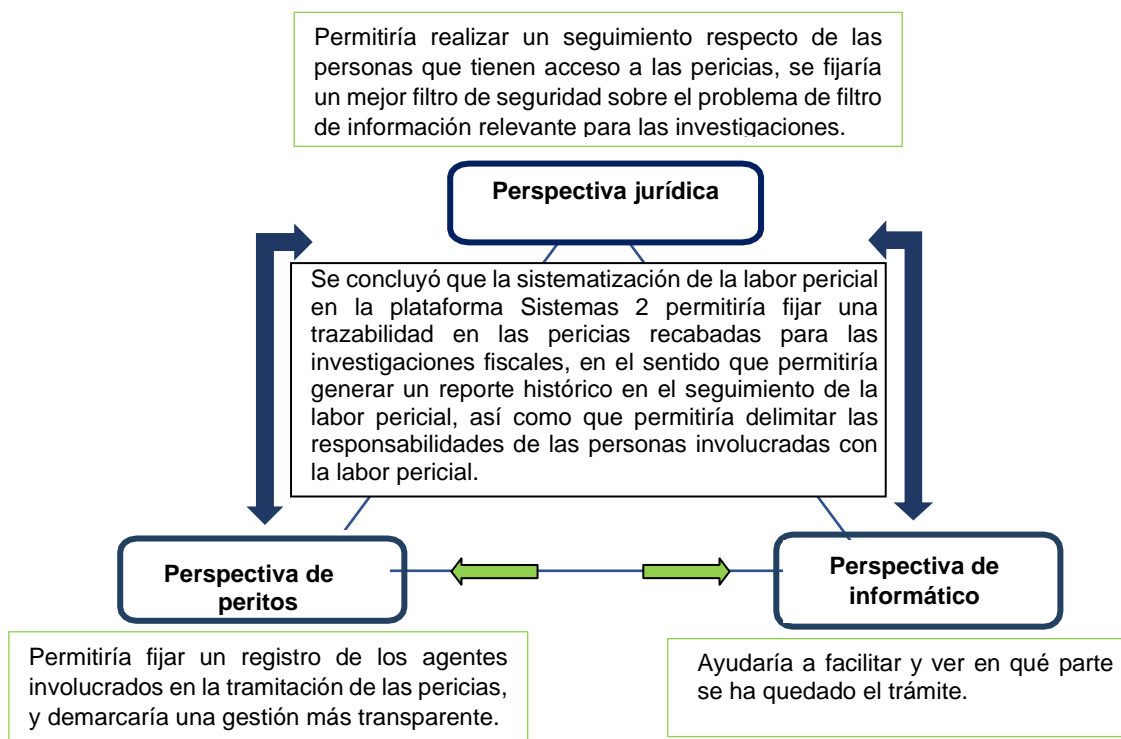 Permitiría realizar un seguimiento respecto de las
personas que tienen acceso a las pericias, se fijaría
un mejor filtro de seguridad sobre el problema de filtro
de información relevante para las investigaciones.
Perspectiva jurídica
Se concluyó que la sistematización de la labor pericial
en la plataforma Sistemas 2 permitiría fijar una
trazabilidad en las pericias recabadas para las
investigaciones fiscales, en el sentido que permitiría
generar un reporte histórico en el seguimiento de la
labor pericial, así como que permitiría delimitar las
responsabilidades de las personas involucradas con
la labor pericial.
Perspectiva de
peritos
Perspectiva de
informático
Permitiría fijar un registro de los agentes
involucrados en la tramitación de las pericias,
y demarcaría una gestión más transparente.
Ayudaría a facilitar y ver en qué parte
se ha quedado el trámite.